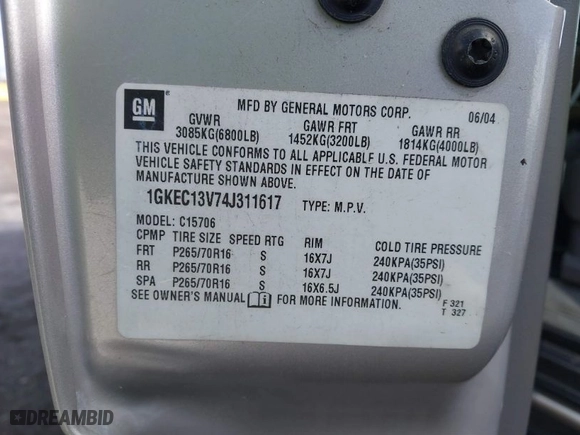 GM ®
MFD BY GENERAL MOTORS CORP. 06/04
GVWR GAWR FRT GAWR RR
3085KG(6800LB) 1452KG(3200LB) 1814KG(4000LB)
THIS VEHICLE CONFORMS TO ALL APPLICABLE U.S. FEDERAL MOTOR
VEHICLE SAFETY STANDARDS IN EFFECT ON THE DATE OF
MANUFACTURE SHOWN ABOVE.
1GKEC13V74J311617 TYPE: M.P.V.
MODEL: C15706
CPMP TIRE SIZE SPEED RTG RIM COLD TIRE PRESSURE
FRT P265/70R16 S 16X7J 240KPA(35PSI)
RR P265/70R16 S 16X7J 240KPA(35PSI)
SPA P265/70R16 S 16X6.5J 240KPA(35PSI)
SEE OWNER'S MANUAL i FOR MORE INFORMATION.
F 321
T 327
DREAMBID